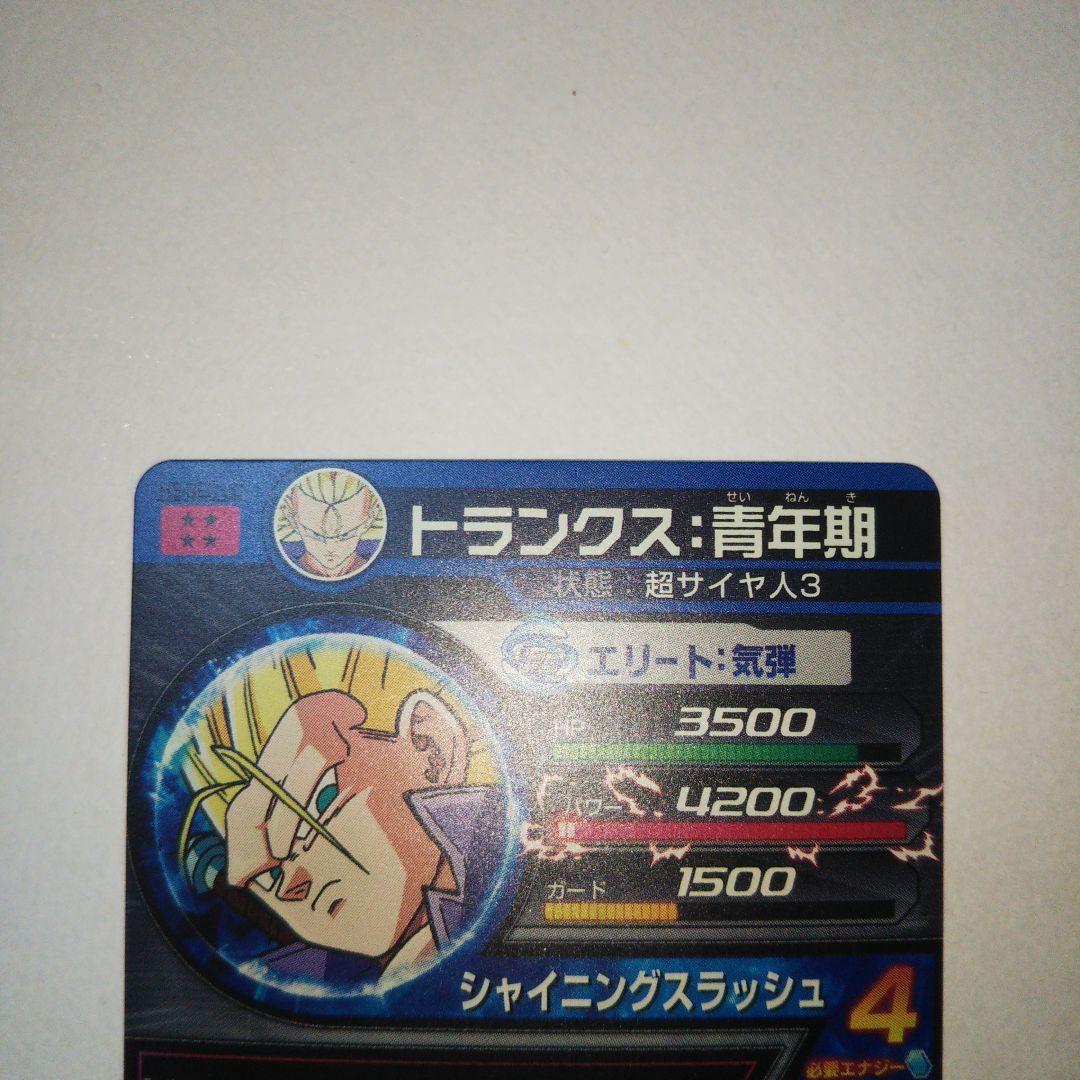 せい ねん き
トランクス:青年期
状態:超サイヤ人3
エリート:気弾
HP 3500
パワー 4200
ガード 1500
シャイニングスラッシュ 4
必要エナジー